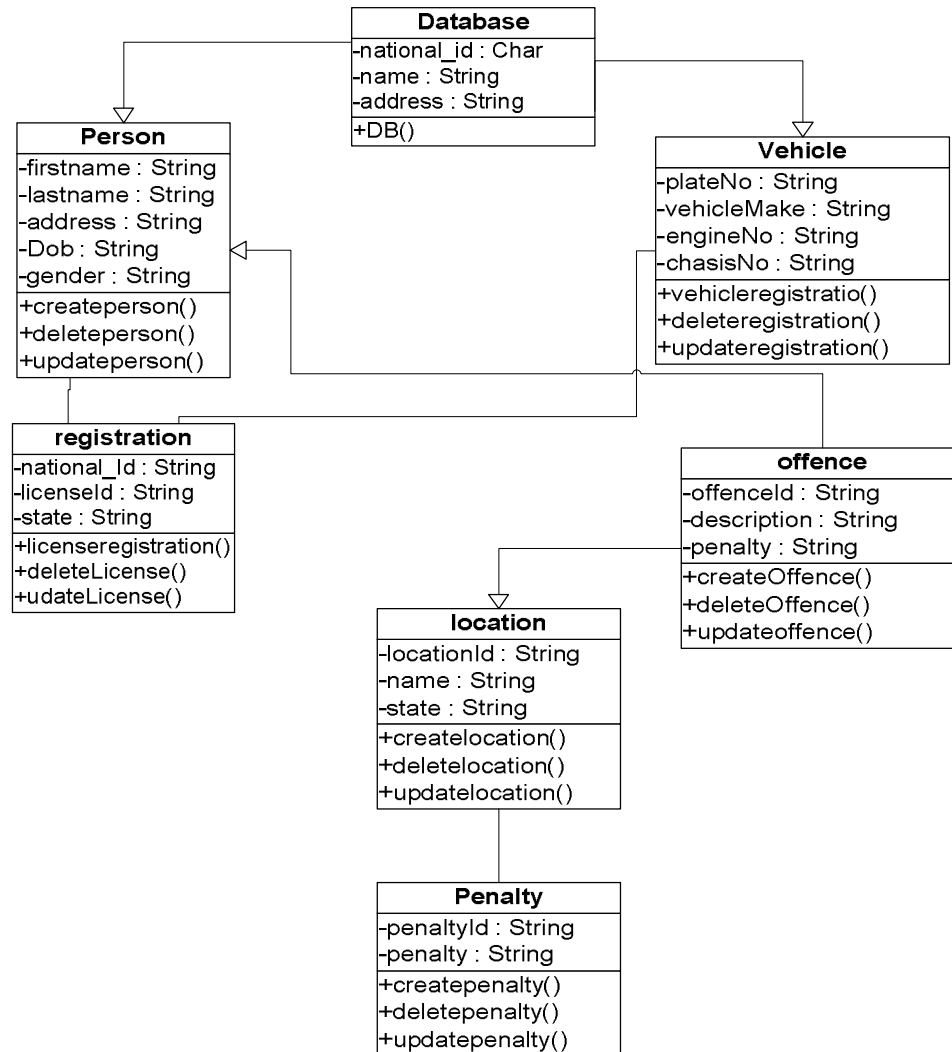 Database
-national_id : Char
-name : String
-address : String
+DB()
Person
-firstname : String
-lastname : String
-address : String
-Dob : String
-gender : String
+createperson()
+deleteperson()
+updateperson()
Vehicle
-plateNo : String
-vehicleMake : String
-engineNo : String
-chasisNo : String
+vehicleregistratio()
+deleteregistration()
+updateregistration()
registration
-national_Id : String
-licenseId : String
-state : String
+licenseregistration()
+deleteLicense()
+udateLicense()
offence
-offenceId : String
-description : String
-penalty : String
+createOffence()
+deleteOffence()
+updateoffence()
location
-locationId : String
-name : String
-state : String
+createlocation()
+deletelocation()
+updatelocation()
Penalty
-penaltyId : String
-penalty : String
+createpenalty()
+deletepenalty()
+updatepenalty()